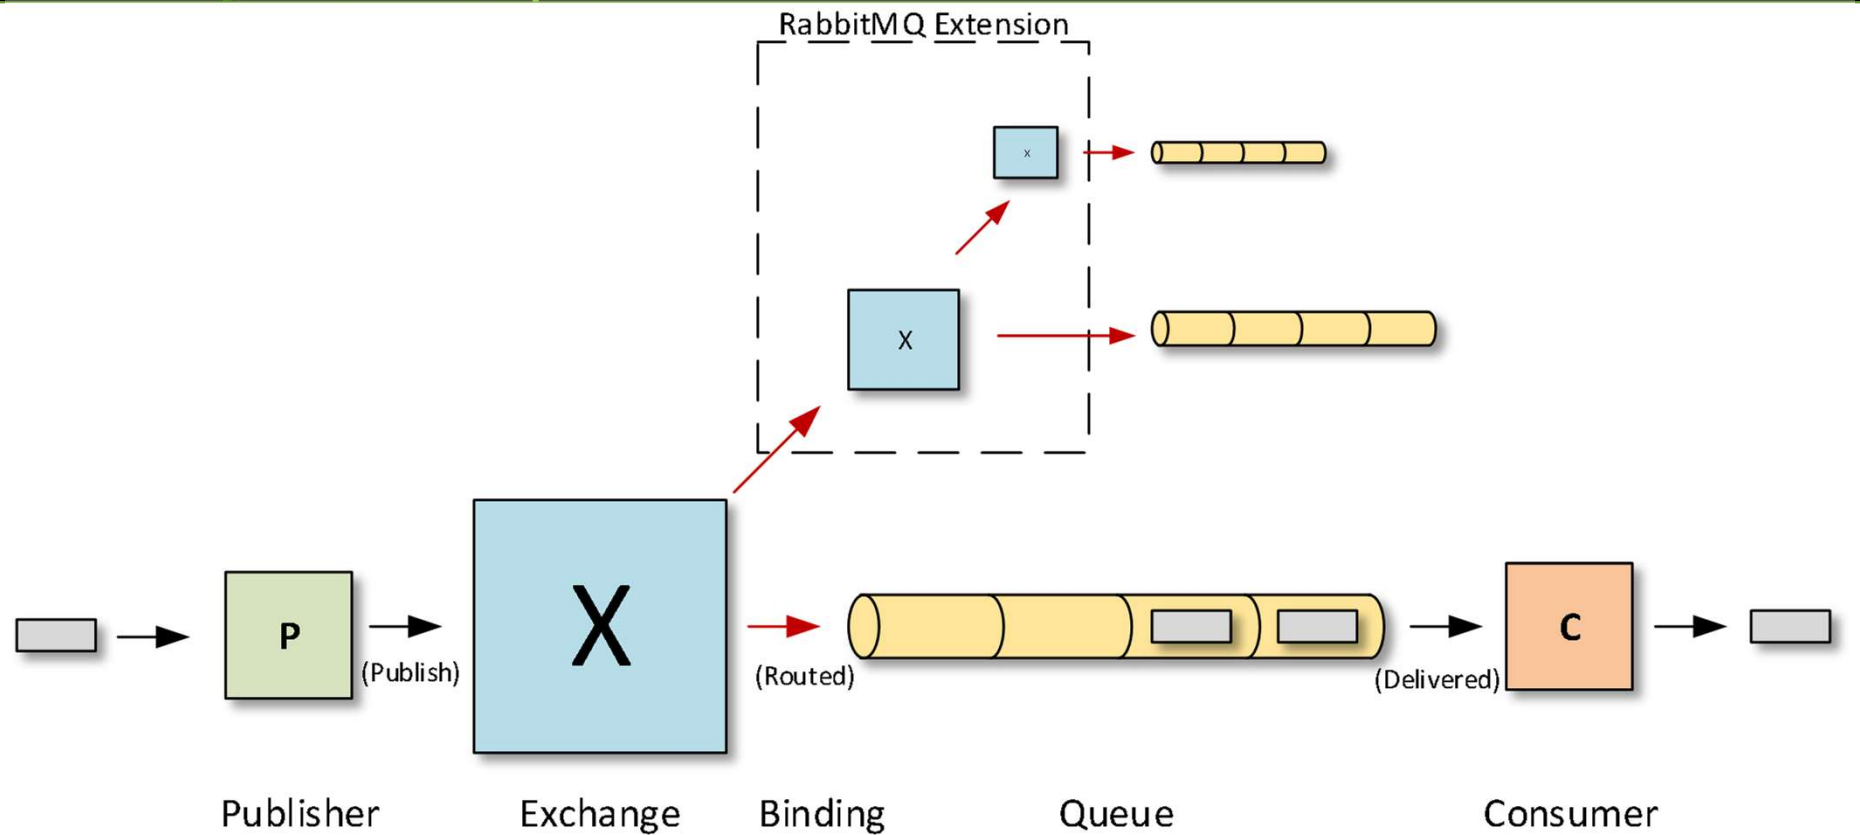 RabbitMQ Extension
x
X
X
P
C
(Publish)
(Routed)
(Delivered)
Publisher
Exchange
Binding
Queue
Consumer